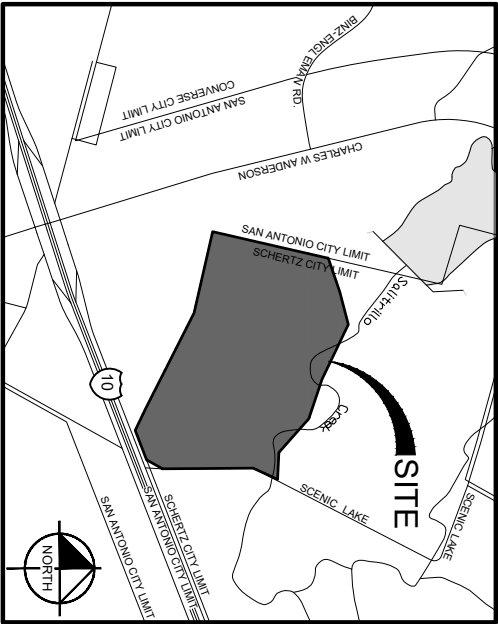 BINZ-ENGLEMAN RD.
CONVERSE CITY LIMIT
SAN ANTONIO CITY LIMIT
CHARLES W ANDERSON
SAN ANTONIO CITY LIMIT
SCHERTZ CITY LIMIT
Salitrillo
Creek
SITE
10
SCENIC LAKE
SCENIC LAKE
SCHERTZ CITY LIMIT
SAN ANTONIO CITY LIMIT
SAN ANTONIO CITY LIMIT
NORTH